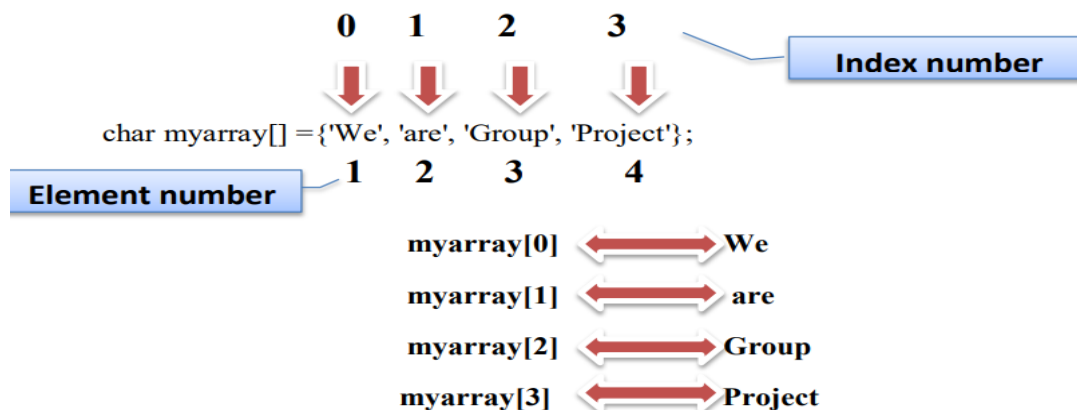 0 1 2 3
Index number
char myarray[] ={'We', 'are', 'Group', 'Project'};
1 2 3 4
Element number
myarray[0] We
myarray[1] are
myarray[2] Group
myarray[3] Project